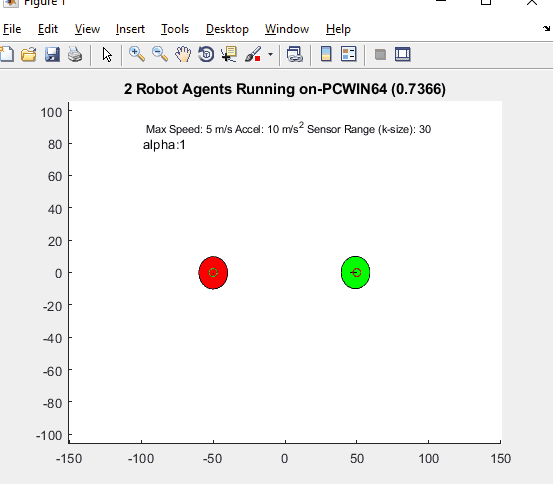 Figure 1
File Edit View Insert Tools Desktop Window Help
2 Robot Agents Running on-PCWIN64 (0.7366)
Max Speed: 5 m/s Accel: 10 m/s² Sensor Range (k-size): 30
alpha:1
100
80
60
40
20
0
-20
-40
-60
-80
-100
-150 -100 -50 0 50 100 150